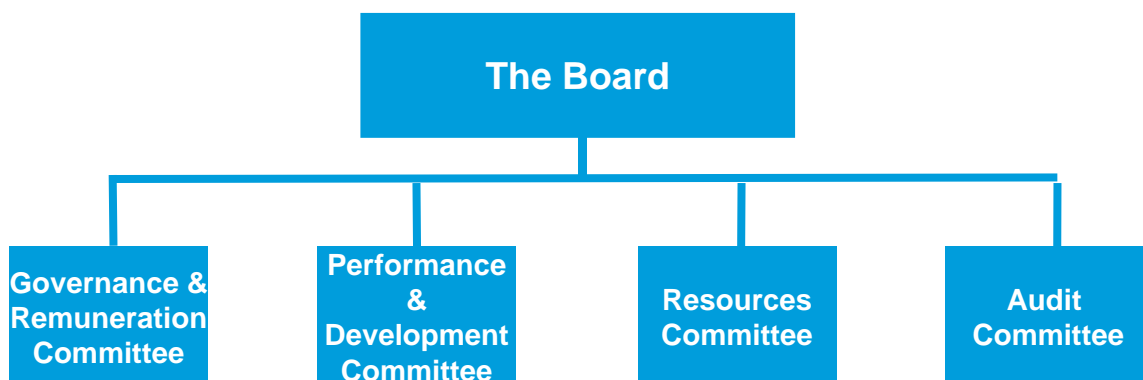 The Board
Governance &
Remuneration
Committee
Performance
&
Development
Committee
Resources
Committee
Audit
Committee